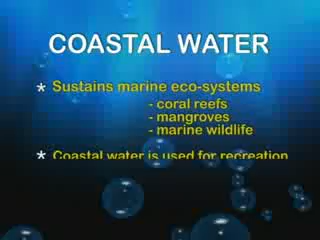 COASTAL WATER
* Sustains marine eco-systems
- coral reefs
- mangroves
- marine wildlife
* Coastal water is used for recreation